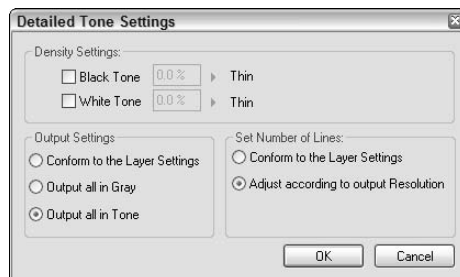 Detailed Tone Settings
Density Settings:
Black Tone 0.0 % Thin
White Tone 0.0 % Thin
Output Settings
Conform to the Layer Settings
Output all in Gray
Output all in Tone
Set Number of Lines:
Conform to the Layer Settings
Adjust according to output Resolution
OK Cancel